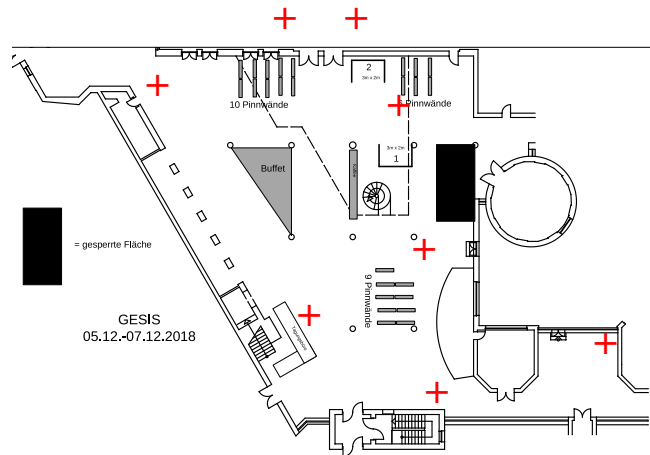 2
3m x 2m
10 Pinnwände
6 Pinnwände
3m x 2m
1
Buffet
= gesperrte Fläche
9 Pinnwände
GESIS
05.12.-07.12.2018